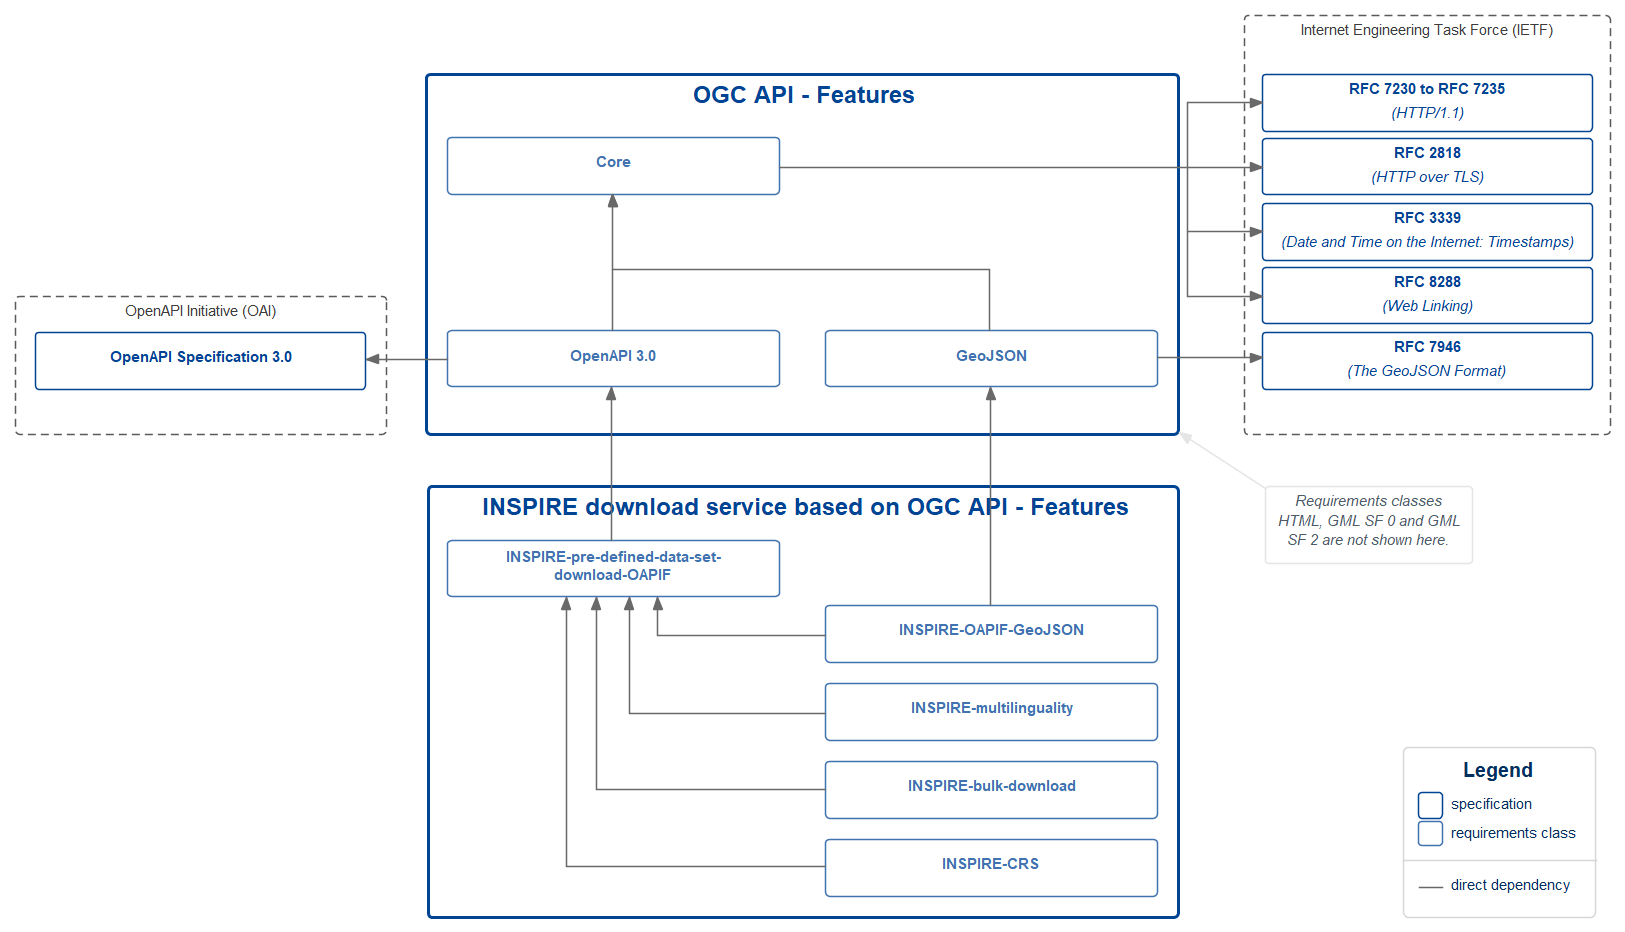 Internet Engineering Task Force (IETF)
OGC API - Features
RFC 7230 to RFC 7235
(HTTP/1.1)
Core
RFC 2818
(HTTP over TLS)
RFC 3339
(Date and Time on the Internet: Timestamps)
RFC 8288
(Web Linking)
OpenAPI Initiative (OAI)
OpenAPI Specification 3.0
OpenAPI 3.0
GeoJSON
RFC 7946
(The GeoJSON Format)
INSPIRE download service based on OGC API - Features
Requirements classes
HTML, GML SF 0 and GML
SF 2 are not shown here.
INSPIRE-pre-defined-data-set-
download-OAPIF
INSPIRE-OAPIF-GeoJSON
INSPIRE-multilinguality
INSPIRE-bulk-download
INSPIRE-CRS
Legend
specification
requirements class
direct dependency